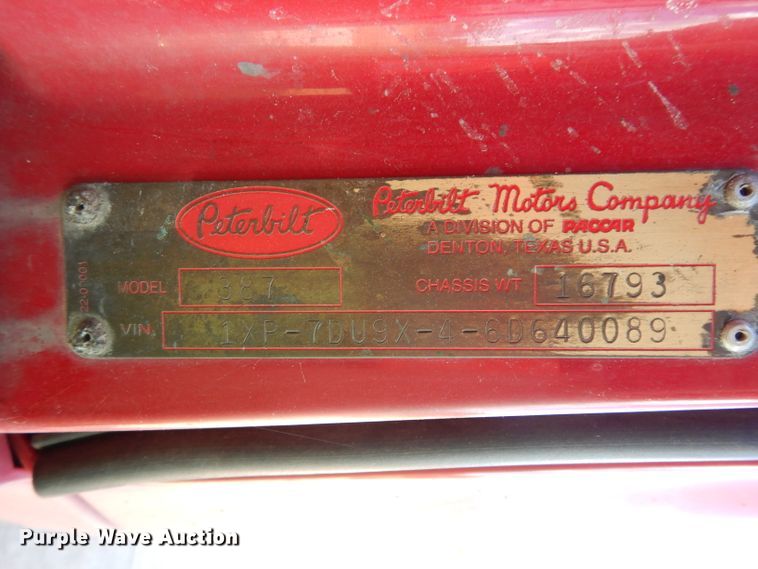 Peterbilt
Peterbilt Motors Company
A DIVISION OF PACCAR
DENTON, TEXAS U.S.A.
MODEL 387 CHASSIS WT 16793
VIN. 1XP-7DU9X-4-6D640089
Purple Wave Auction